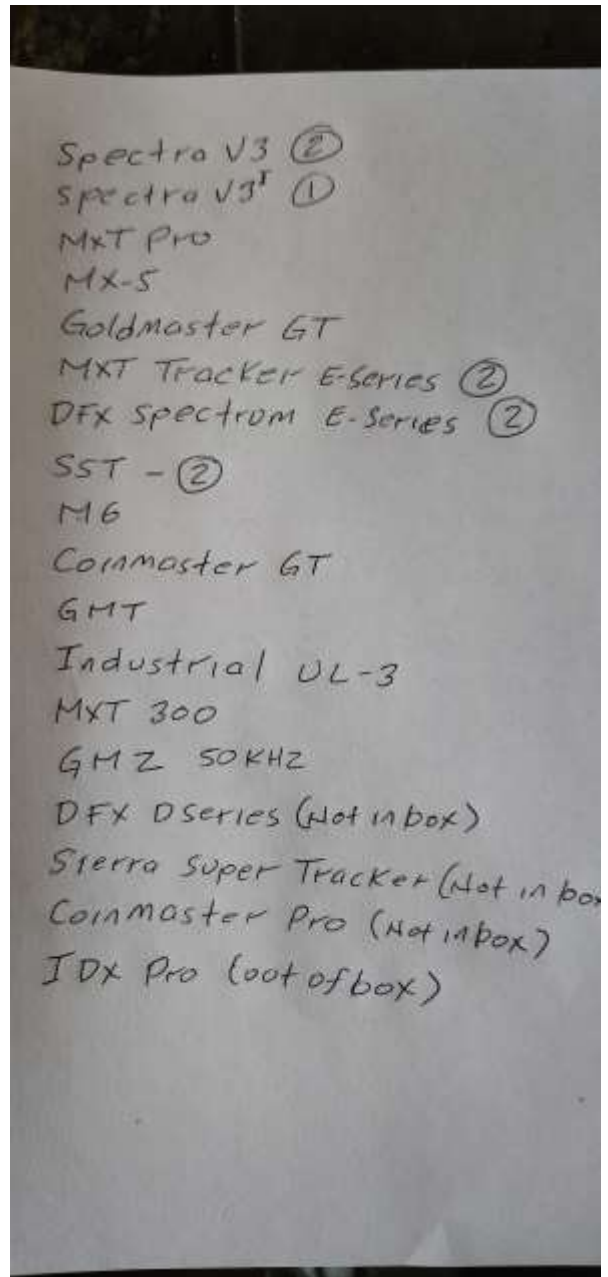 Spectra V3 ②
Spectra V3I ①
MXT Pro
MX-5
Goldmaster GT
MXT Tracker E-Series ②
DFX Spectrum E-Series ②
SST - ②
M6
Coinmaster GT
GMT
Industrial UL-3
MXT 300
GMZ 50KHZ
DFX D Series (Not in box)
Sierra Super Tracker (Not in box
Coinmaster Pro (Not in box)
IDX Pro (out of box)